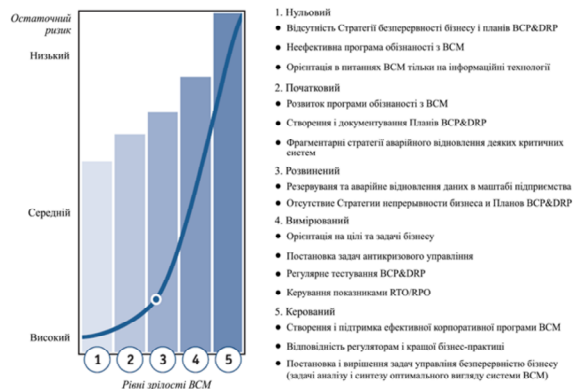 Остаточний
ризик
Низький
Середній
Високий
1
2
3
4
5
Рівні зрілості BCM
1. Нульовий
● Відсутність Стратегії безперервності бізнесу і планів BCP&DRP
● Неефективна програма обізнаності з BCM
● Орієнтація в питаннях BCM тільки на інформаційні технології
2. Початковий
● Розвиток програми обізнаності з BCM
● Створення і документування Планів BCP&DRP
● Фрагментарні стратегії аварійного відновлення деяких критичних
систем
3. Розвинений
● Резервуваня та аварійне відновлення даних в маштабі підприємства
● Отсутствие Стратегии непрерывности бизнеса и Планов BCP&DRP
4. Вимірюваний
● Орієнтація на цілі та задачі бізнесу
● Постановка задач антикризового управління
● Регулярне тестування BCP&DRP
● Керування показниками RTO/RPO
5. Керований
● Створення і підтримка ефективної корпоративної програми BCM
● Відповідність регуляторам і кращої бізнес-практиці
● Постановка і вирішення задач управліня безперервністю бізнесу
(задачі аналізу і синтезу оптимального вигляду системи BCM)